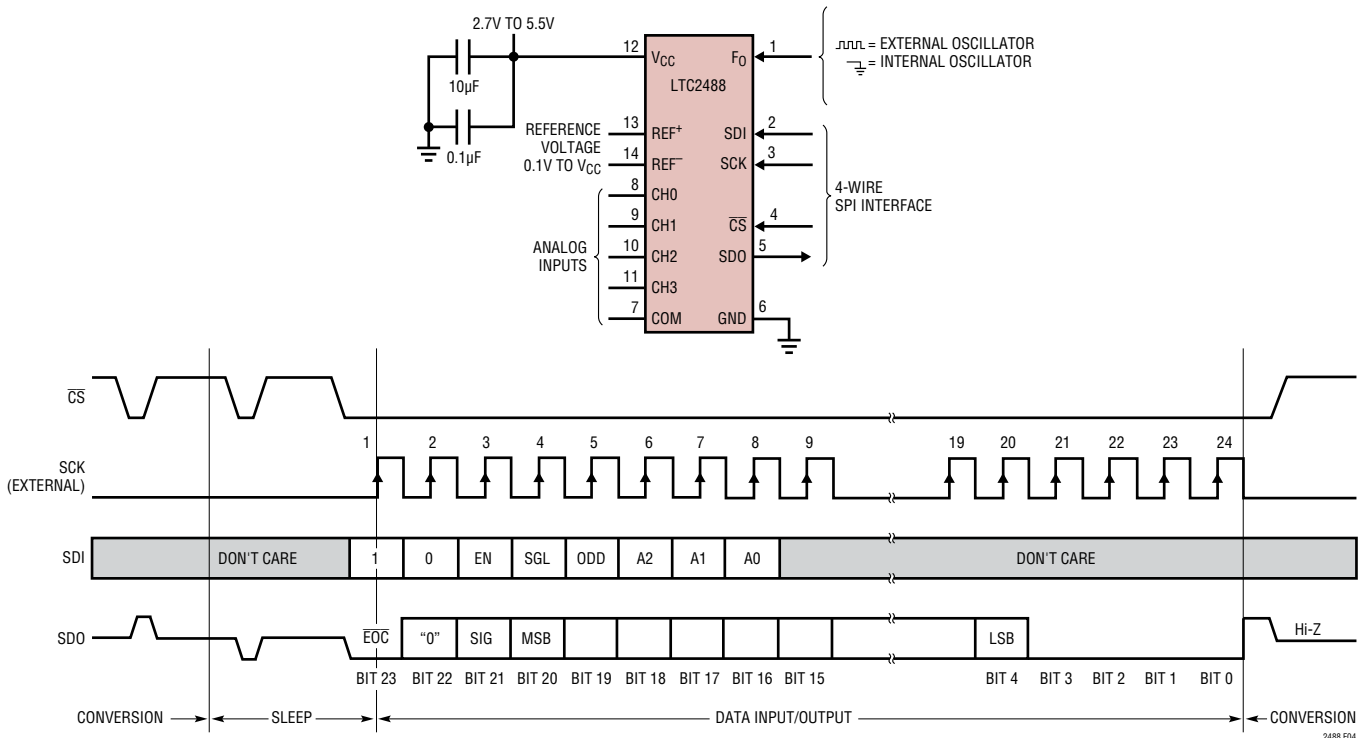 2.7V TO 5.5V
10µF
0.1µF
REFERENCE
VOLTAGE
0.1V TO VCC
ANALOG
INPUTS
12
13
14
8
9
10
11
7
VCC
LTC2488
REF+
REF–
CH0
CH1
CH2
CH3
COM
FO
SDI
SCK
CS
SDO
GND
1
2
3
4
5
6
= EXTERNAL OSCILLATOR
= INTERNAL OSCILLATOR
4-WIRE
SPI INTERFACE
CS
1 2 3 4 5 6 7 8 9 19 20 21 22 23 24
SCK
(EXTERNAL)
SDI DON'T CARE 1 0 EN SGL ODD A2 A1 A0 DON'T CARE
SDO EOC "0" SIG MSB LSB Hi-Z
BIT 23 BIT 22 BIT 21 BIT 20 BIT 19 BIT 18 BIT 17 BIT 16 BIT 15 BIT 4 BIT 3 BIT 2 BIT 1 BIT 0
CONVERSION SLEEP DATA INPUT/OUTPUT CONVERSION
2488 F04